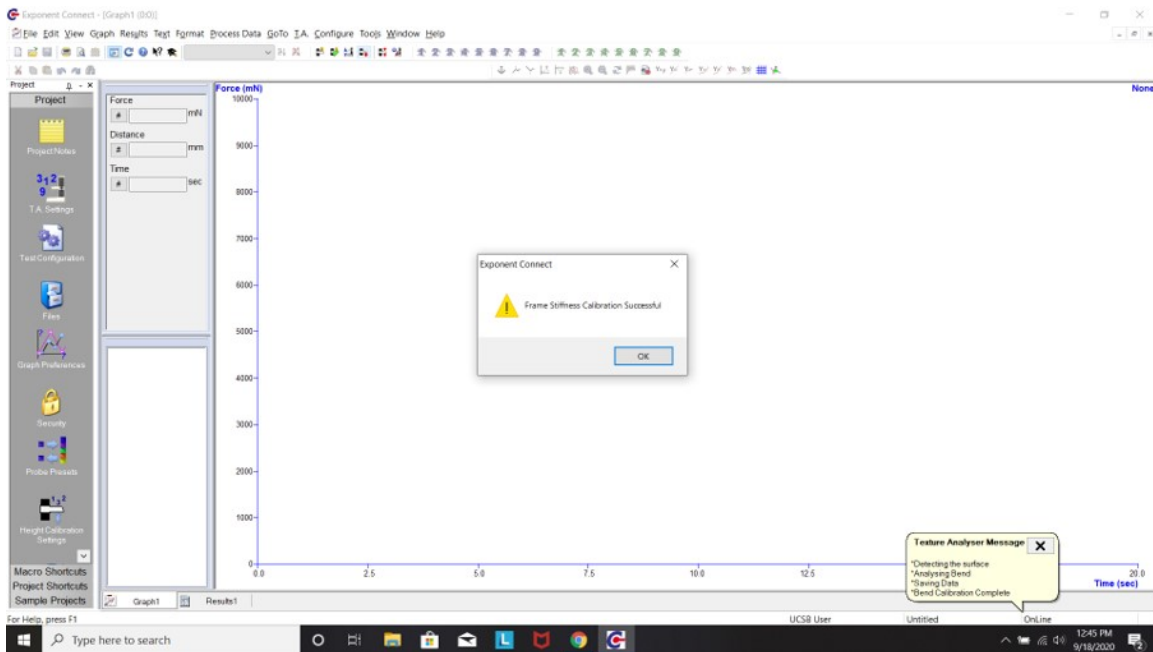 Exponent Connect - [Graph1 (D:O)]
File Edit View Graph Results Text Format Process Data GoTo T.A. Configure Tools Window Help
Project
Project
Project Notes
T.A. Settings
Test Configuration
Files
Graph Preferences
Security
Probe Presets
Height Calibration
Settings
Macro Shortcuts
Project Shortcuts
Sample Projects
Force
# mN
Distance
# mm
Time
# sec
Force (mN)
None
10000
9000
8000
7000
6000
5000
4000
3000
2000
1000
0
0.0 2.5 5.0 7.5 10.0 12.5 20.0
Time (sec)
Exponent Connect
Frame Stiffness Calibration Successful
OK
Texture Analyser Message X
*Detecting the surface
*Analysing Bend
*Saving Data
*Bend Calibration Complete
Graph1 Results1
For Help, press F1 UCSB User Untitled OnLine
Type here to search
12:45 PM
9/18/2020